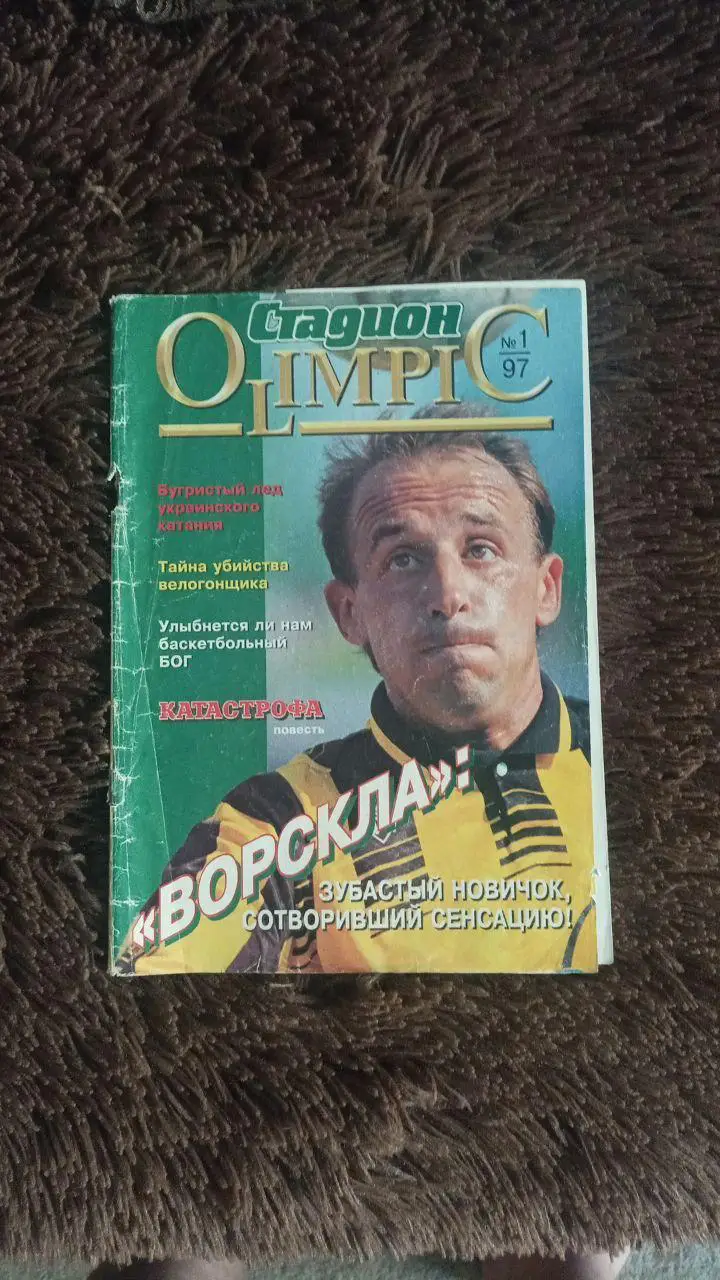 Стадион
OLIMPIC
№1
97
Бугристый лед
украинского
катания
Тайна убийства
велогонщика
Улыбнется ли нам
баскетбольный
БОГ
КАТАСТРОФА
повесть
«ВОРСКЛА»:
ЗУБАСТЫЙ НОВИЧОК,
СОТВОРИВШИЙ СЕНСАЦИЮ!